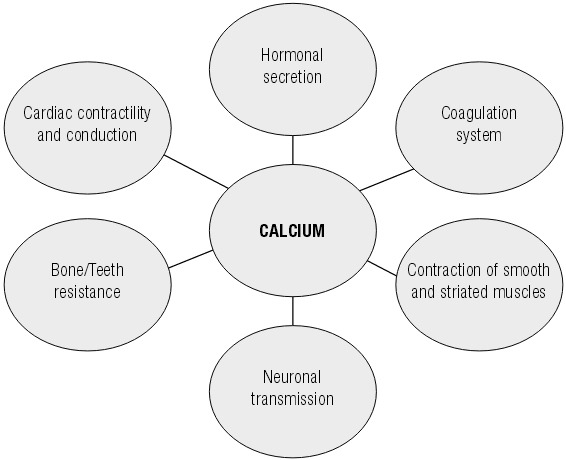 Hormonal
secretion
Cardiac contractility
and conduction
Coagulation
system
CALCIUM
Bone/Teeth
resistance
Contraction of smooth
and striated muscles
Neuronal
transmission